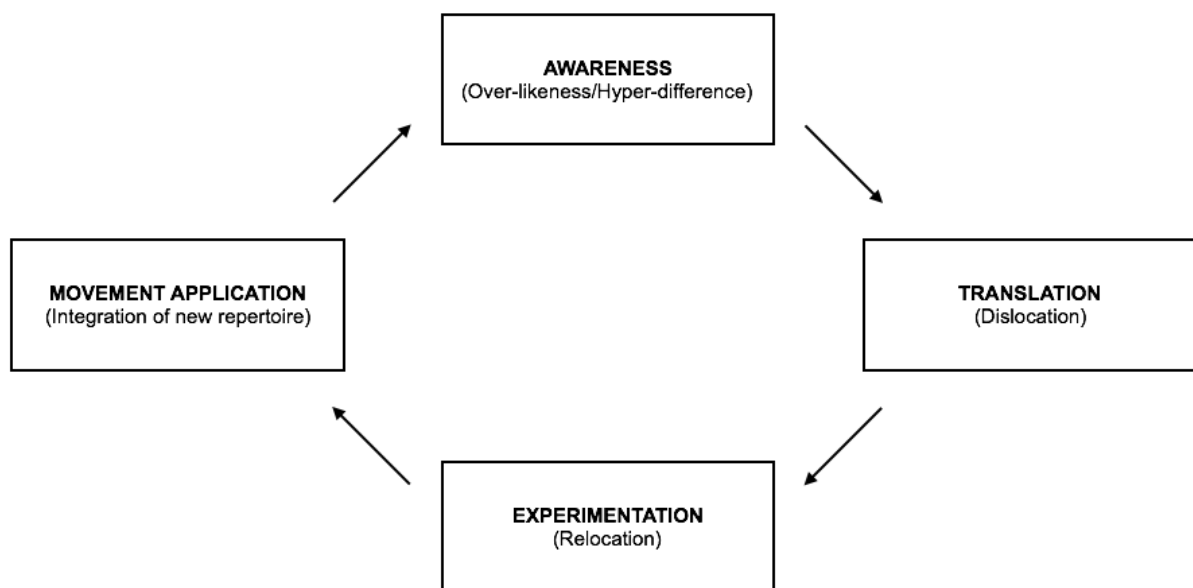 AWARENESS
(Over-likeness/Hyper-difference)
MOVEMENT APPLICATION
(Integration of new repertoire)
TRANSLATION
(Dislocation)
EXPERIMENTATION
(Relocation)